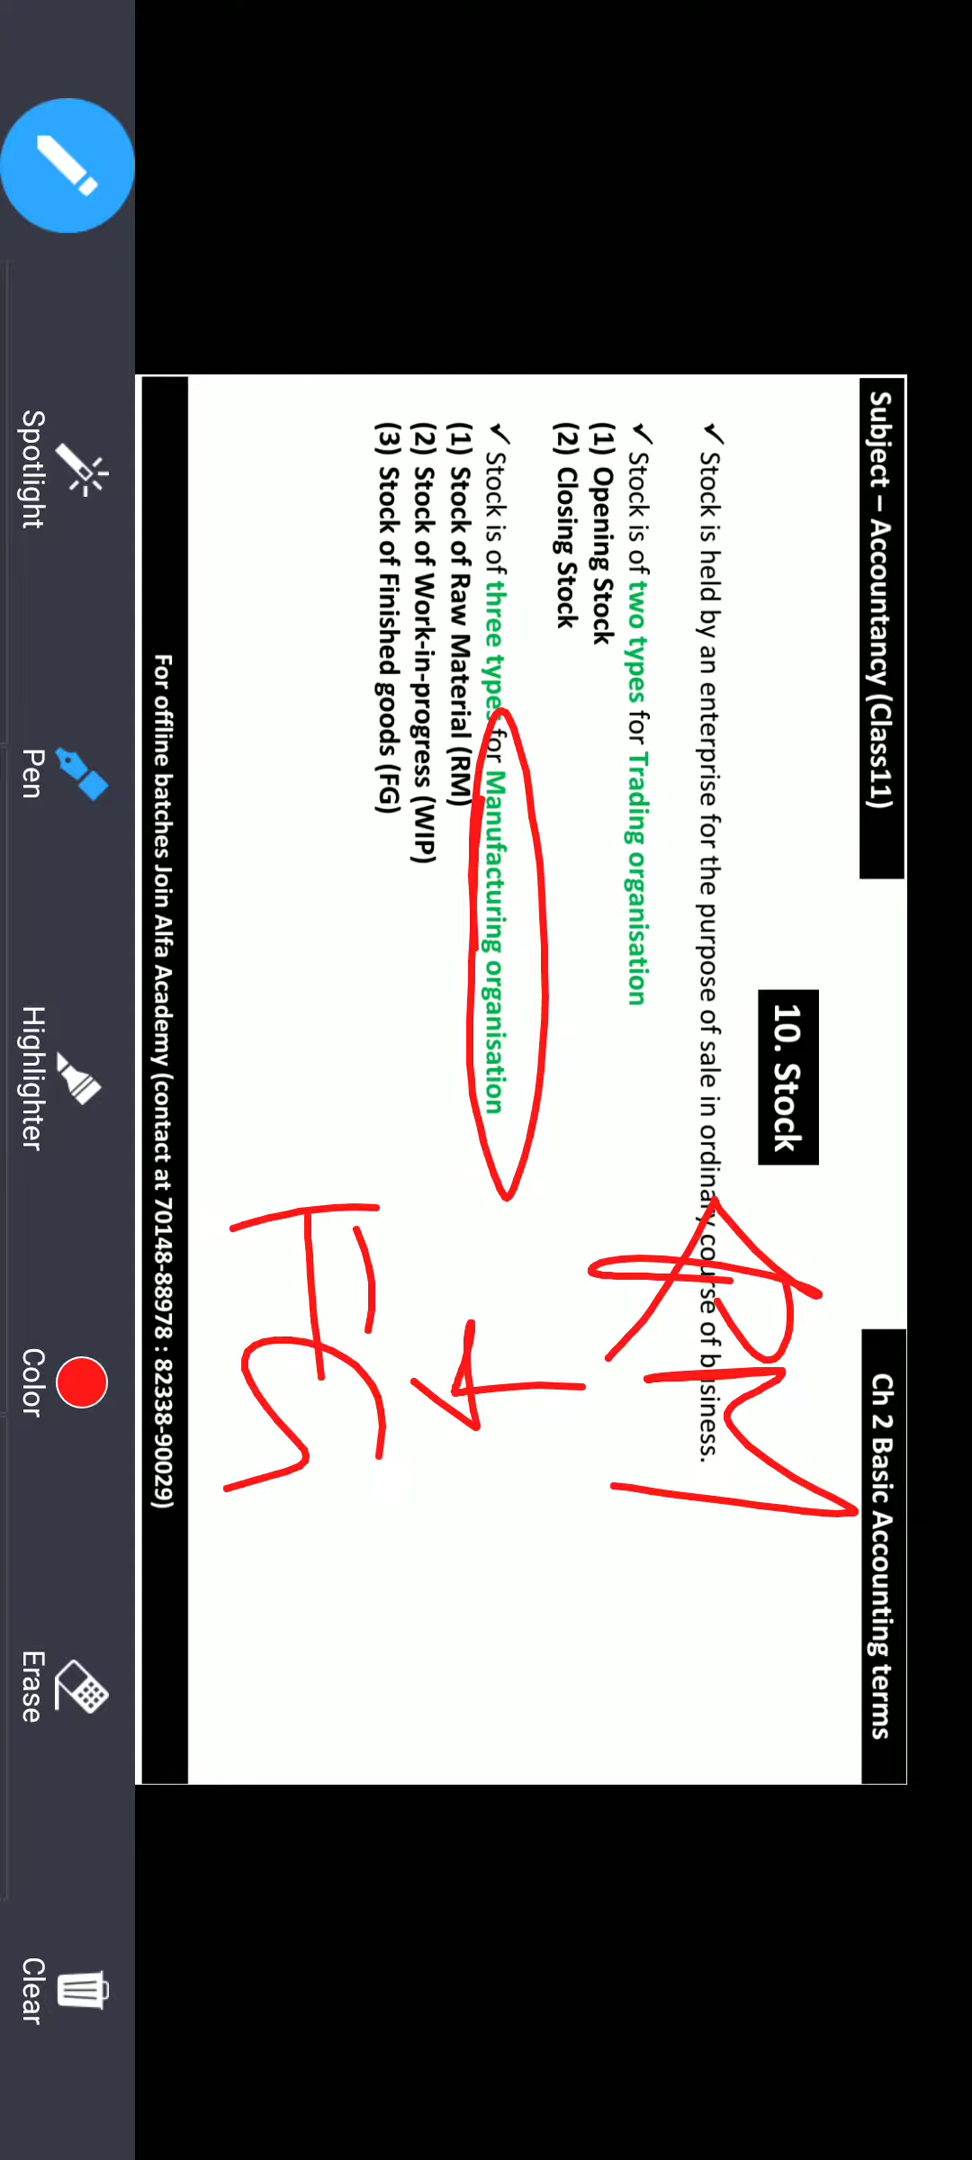 Subject – Accountancy (Class11)
Ch 2 Basic Accounting terms
10. Stock
✓ Stock is held by an enterprise for the purpose of sale in ordinary course of business.
✓ Stock is of two types for Trading organisation
(1) Opening Stock
(2) Closing Stock
✓ Stock is of three types for Manufacturing organisation
(1) Stock of Raw Material (RM)
(2) Stock of Work-in-progress (WIP)
(3) Stock of Finished goods (FG)
RM
FG
For offline batches Join Alfa Academy (contact at 70148-88978 : 82338-90029)
Spotlight
Pen
Highlighter
Color
Erase
Clear